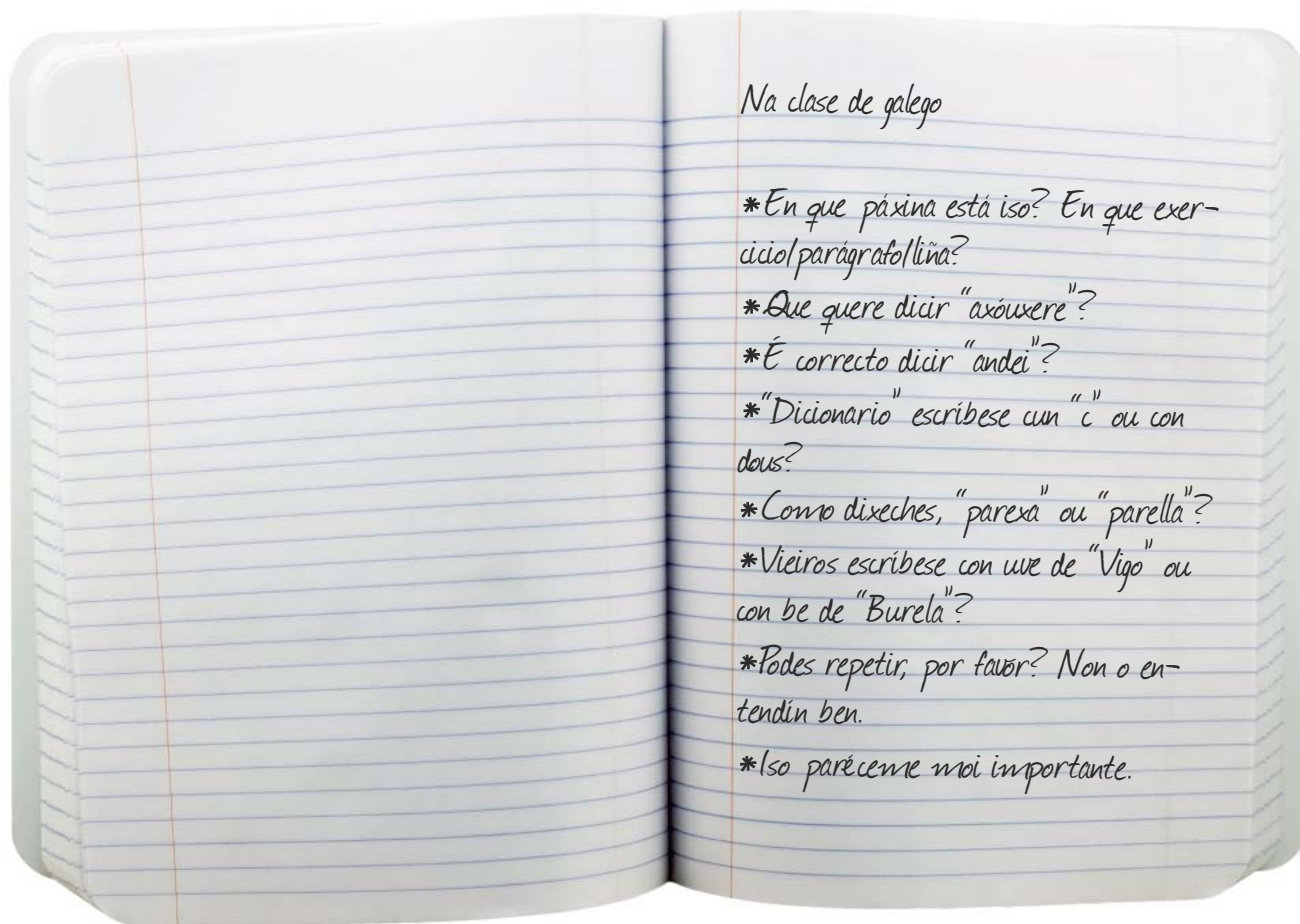 Na clase de galego
*En que páxina está iso? En que exer-
cicio/parágrafo/liña?
*Que quere dicir "axóuxere"?
*É correcto dicir "andei"?
*"Dicionario" escríbese cun "c" ou con
dous?
*Como dixeches, "parexa" ou "parella"?
*Vieiros escríbese con uve de "Vigo" ou
con be de "Burela"?
*Podes repetir, por favor? Non o en-
tendín ben.
*Iso paréceme moi importante.